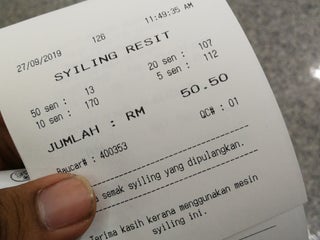 27/09/2019 126 11:49:35 AM
SYILING RESIT
50 sen : 13 20 sen : 107
10 sen : 170 5 sen : 112
JUMLAH : RM 50.50
Baucar# : 400353 QC# : 01
semak syiling yang dipulangkan.
Terima kasih kerana menggunakan mesin
syiling ini.